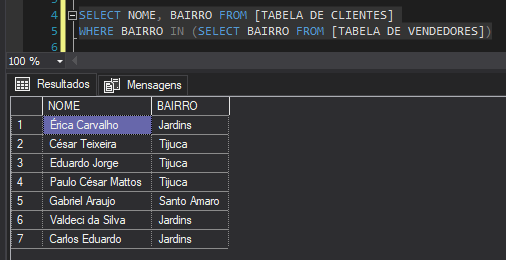 4 SELECT NOME, BAIRRO FROM [TABELA DE CLIENTES]
5 WHERE BAIRRO IN (SELECT BAIRRO FROM [TABELA DE VENDEDORES])
6
100 %
Resultados Mensagens
NOME BAIRRO
1 Érica Carvalho Jardins
2 César Teixeira Tijuca
3 Eduardo Jorge Tijuca
4 Paulo César Mattos Tijuca
5 Gabriel Araujo Santo Amaro
6 Valdeci da Silva Jardins
7 Carlos Eduardo Jardins